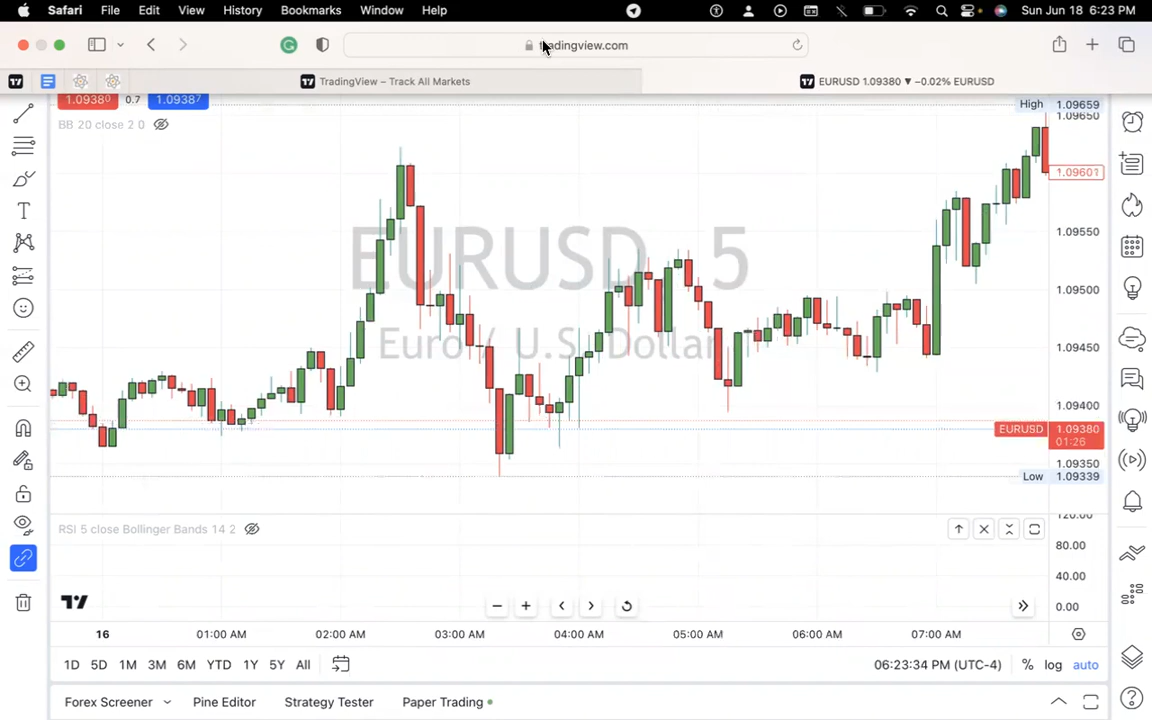 Safari File Edit View History Bookmarks Window Help Sun Jun 18 6:23 PM
tradingview.com
TradingView – Track All Markets EURUSD 1.09380 ▼ −0.02% EURUSD
1.09380 0.7 1.09387 High 1.09659
1.09650
BB 20 close 2 0
1.09601
1.09550
EURUSD 5
1.09500
Euro / U.S. Dollar 1.09450
1.09400
EURUSD 1.09380
01:26
1.09350
Low 1.09339
120.00
RSI 5 close Bollinger Bands 14 2
80.00
40.00
0.00
16 01:00 AM 02:00 AM 03:00 AM 04:00 AM 05:00 AM 06:00 AM 07:00 AM
1D 5D 1M 3M 6M YTD 1Y 5Y All 06:23:34 PM (UTC-4) % log auto
Forex Screener Pine Editor Strategy Tester Paper Trading